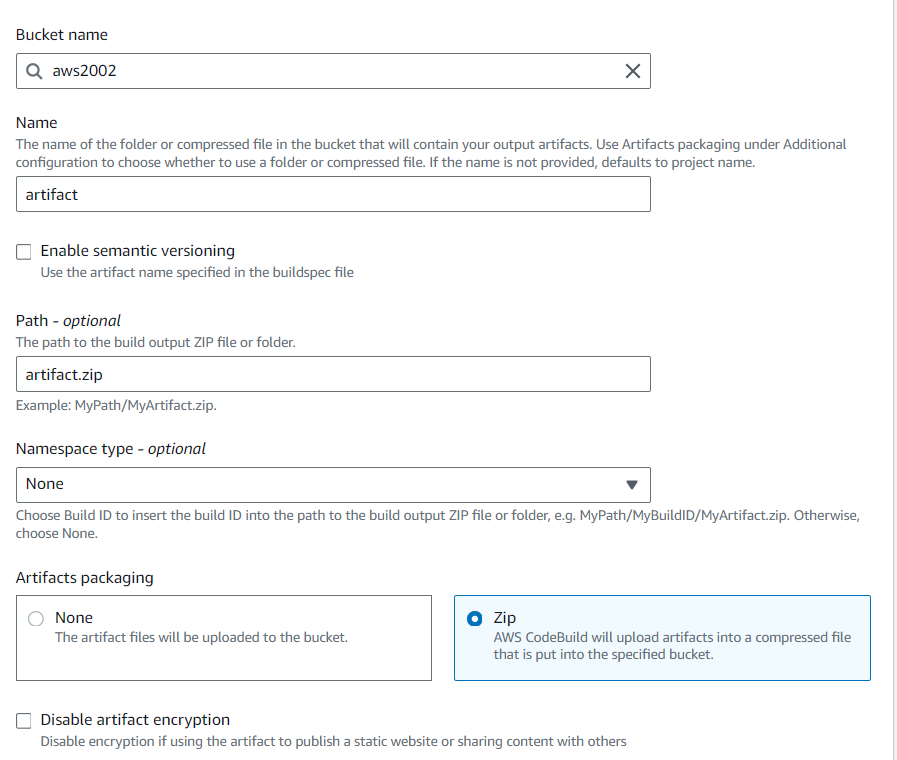 Bucket name
aws2002
Name
The name of the folder or compressed file in the bucket that will contain your output artifacts. Use Artifacts packaging under Additional
configuration to choose whether to use a folder or compressed file. If the name is not provided, defaults to project name.
artifact
Enable semantic versioning
Use the artifact name specified in the buildspec file
Path - optional
The path to the build output ZIP file or folder.
artifact.zip
Example: MyPath/MyArtifact.zip.
Namespace type - optional
None
Choose Build ID to insert the build ID into the path to the build output ZIP file or folder, e.g. MyPath/MyBuildID/MyArtifact.zip. Otherwise,
choose None.
Artifacts packaging
None
The artifact files will be uploaded to the bucket.
Zip
AWS CodeBuild will upload artifacts into a compressed file
that is put into the specified bucket.
Disable artifact encryption
Disable encryption if using the artifact to publish a static website or sharing content with others